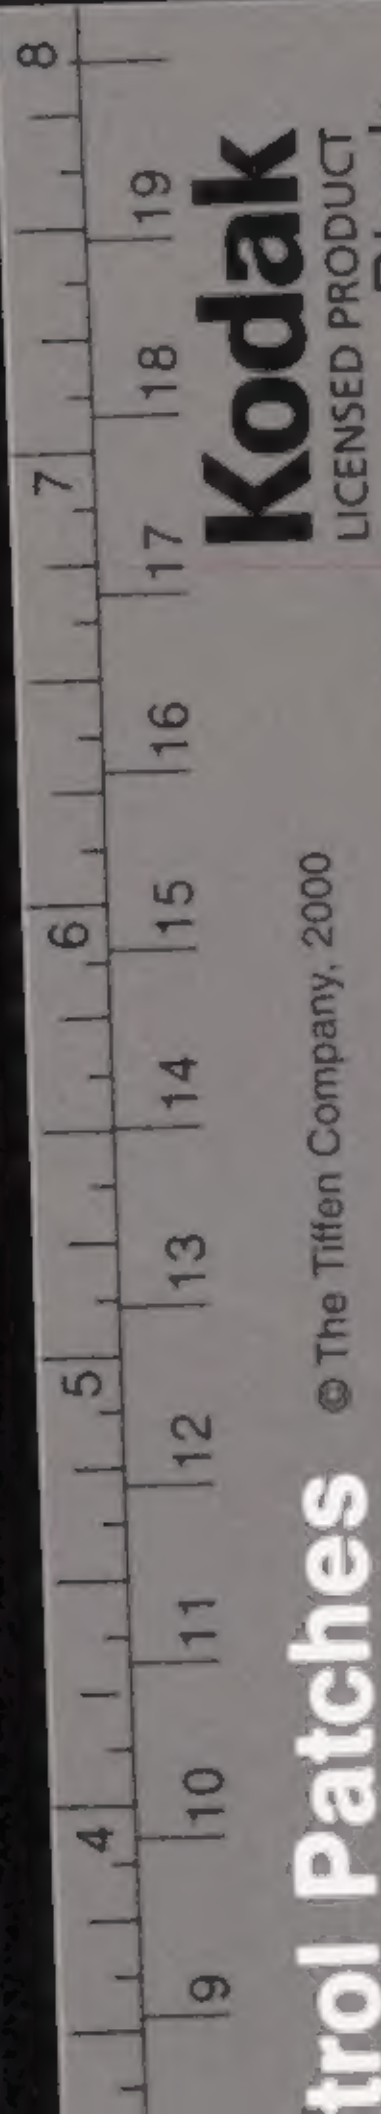 4 5 6 7 8
9 10 11 12 13 14 15 16 17 18 19
Kodak
LICENSED PRODUCT
© The Tiffen Company, 2000
trol Patches